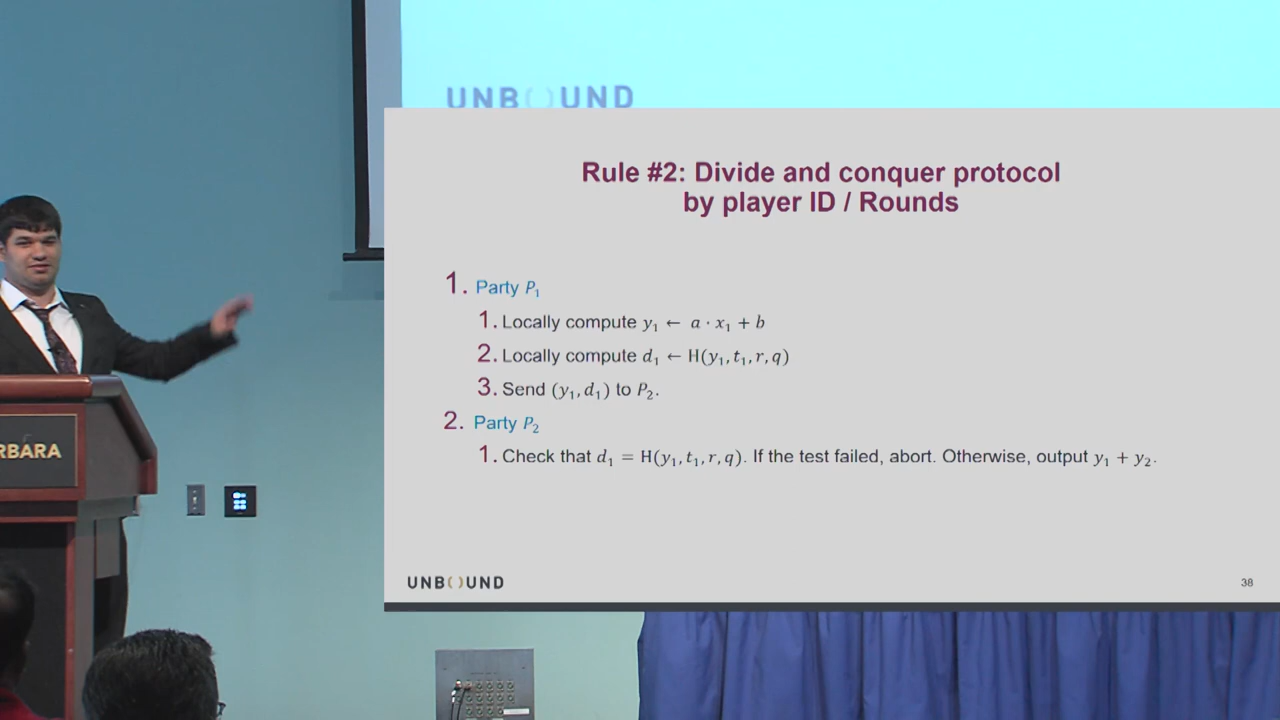 UNBOUND
Rule #2: Divide and conquer protocol
by player ID / Rounds
1. Party P₁
1. Locally compute y₁ ← a · x₁ + b
2. Locally compute d₁ ← H(y₁, t₁, r, q)
3. Send (y₁, d₁) to P₂.
2. Party P₂
1. Check that d₁ = H(y₁, t₁, r, q). If the test failed, abort. Otherwise, output y₁ + y₂.
RBARA
UNB()UND
38